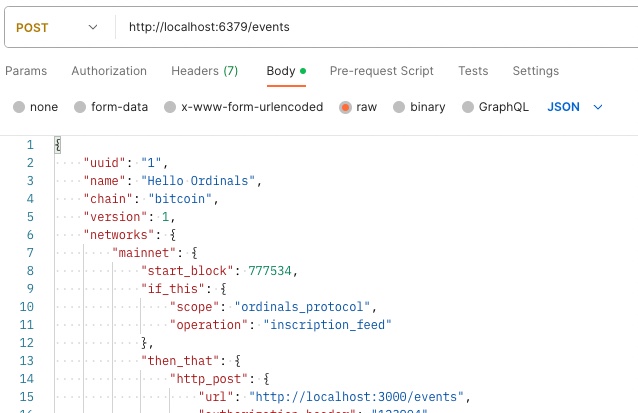 POST http://localhost:6379/events
Params Authorization Headers (7) Body Pre-request Script Tests Settings
none form-data x-www-form-urlencoded raw binary GraphQL JSON
1 {
2 "uuid": "1",
3 "name": "Hello Ordinals",
4 "chain": "bitcoin",
5 "version": 1,
6 "networks": {
7 "mainnet": {
8 "start_block": 777534,
9 "if_this": {
10 "scope": "ordinals_protocol",
11 "operation": "inscription_feed"
12 },
13 "then_that": {
14 "http_post": {
15 "url": "http://localhost:3000/events",